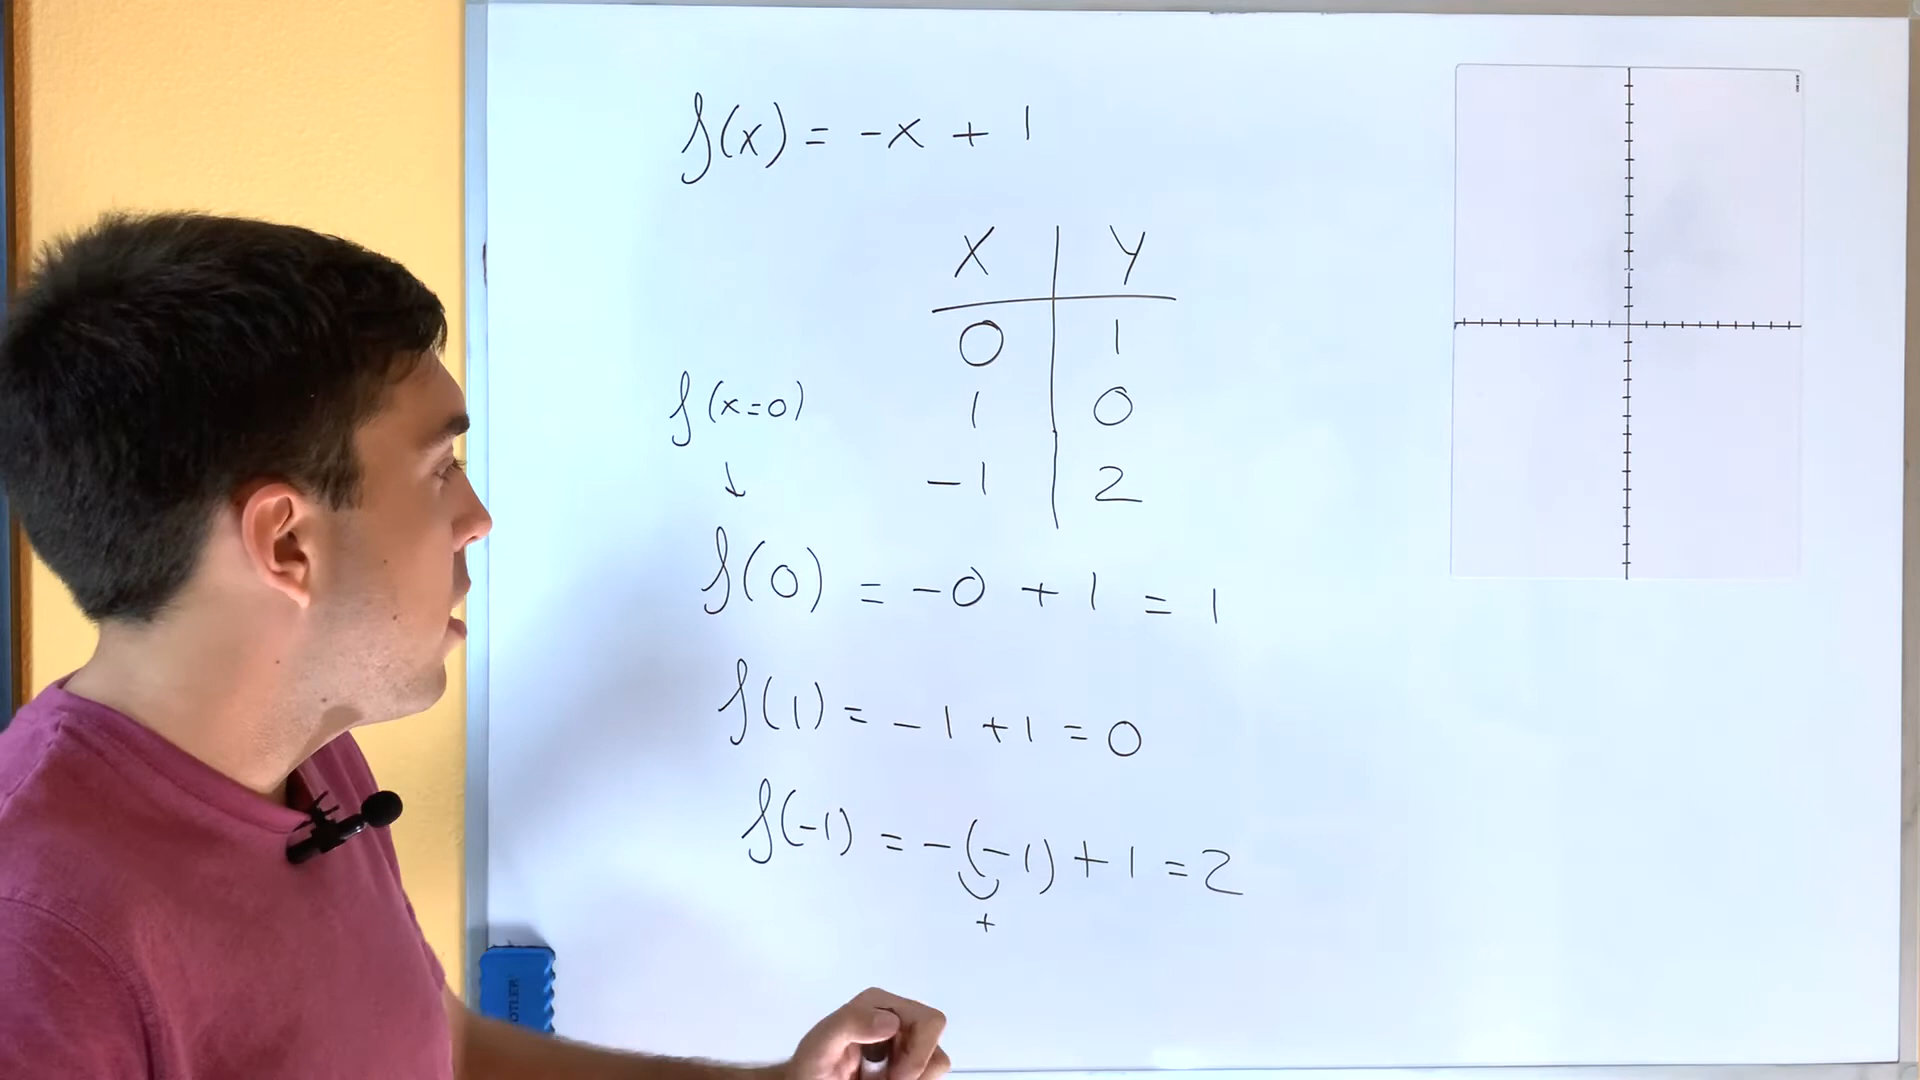 f(x) = -x + 1
X | Y
0 | 1
1 | 0
-1 | 2
f(x=0)
↓
f(0) = -0 + 1 = 1
f(1) = -1 + 1 = 0
f(-1) = -(-1) + 1 = 2
+